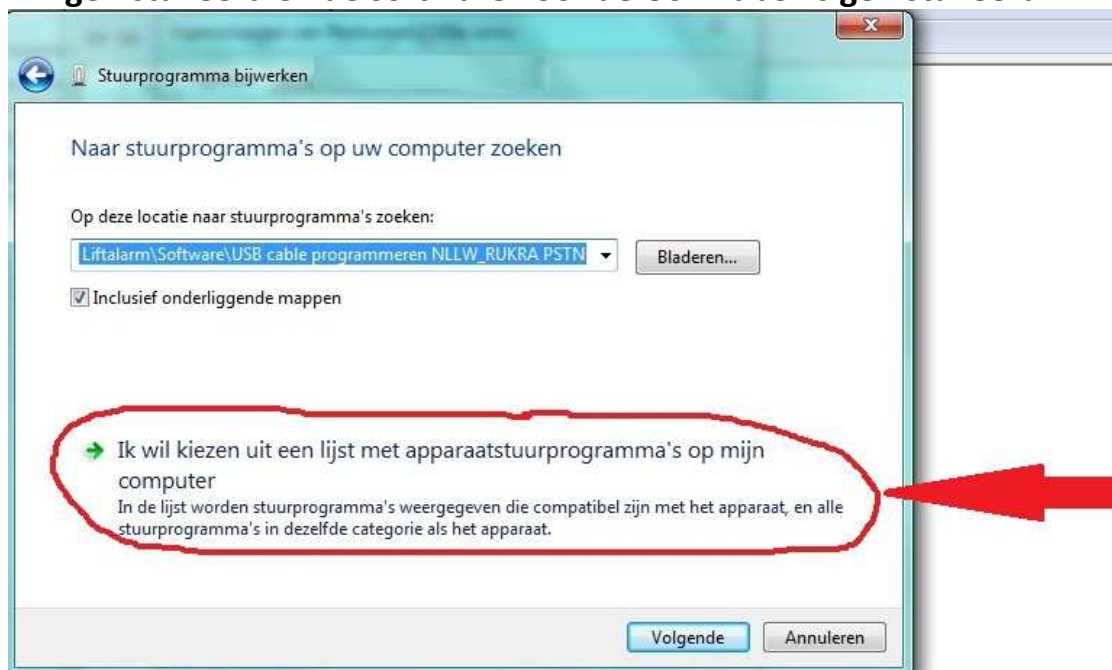 Stuurprogramma bijwerken
Naar stuurprogramma's op uw computer zoeken
Op deze locatie naar stuurprogramma's zoeken:
Liftalarm\Software\USB cable programmeren NLLW_RUKRA PSTN
Bladeren...
Inclusief onderliggende mappen
Ik wil kiezen uit een lijst met apparaatstuurprogramma's op mijn
computer
In de lijst worden stuurprogramma's weergegeven die compatibel zijn met het apparaat, en alle
stuurprogramma's in dezelfde categorie als het apparaat.
Volgende
Annuleren